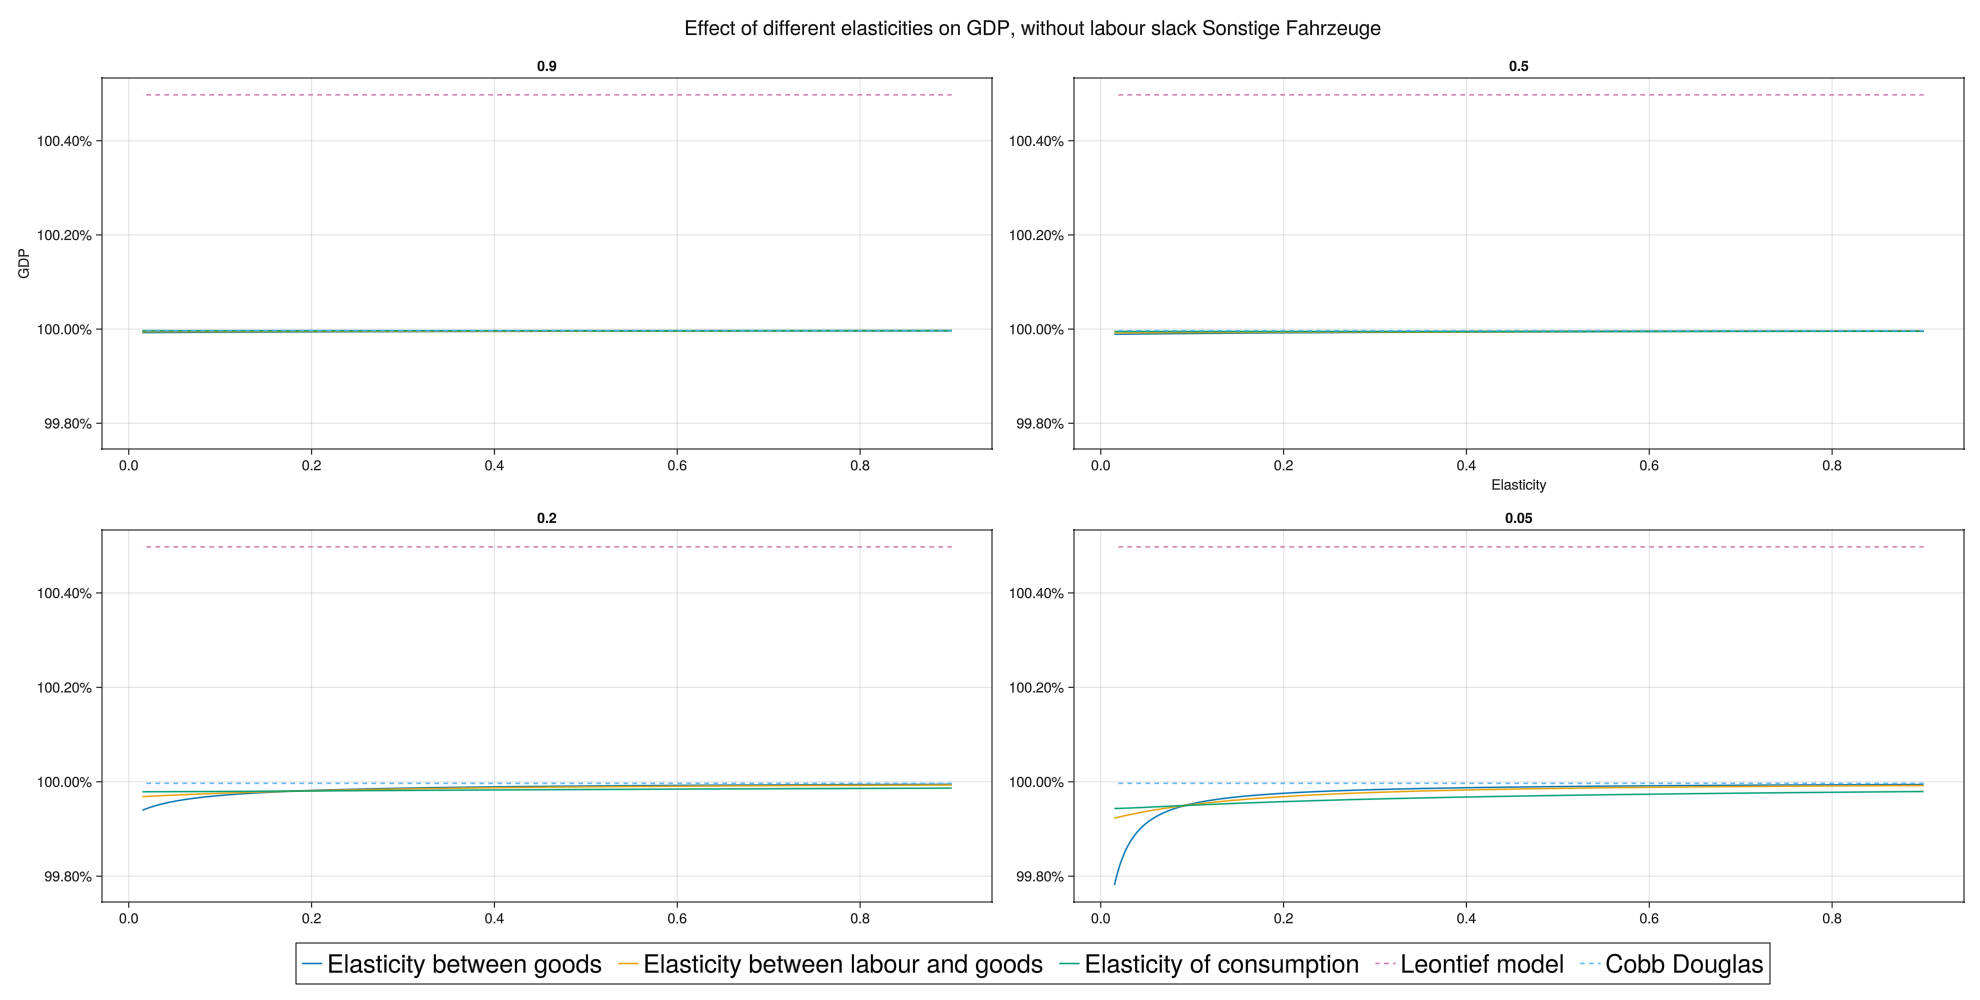 Effect of different elasticities on GDP, without labour slack Sonstige Fahrzeuge
0.9
0.5
100.40%
100.20%
100.00%
99.80%
GDP
0.0 0.2 0.4 0.6 0.8
100.40%
100.20%
100.00%
99.80%
0.0 0.2 0.4 0.6 0.8
Elasticity
0.2
0.05
100.40%
100.20%
100.00%
99.80%
0.0 0.2 0.4 0.6 0.8
100.40%
100.20%
100.00%
99.80%
0.0 0.2 0.4 0.6 0.8
Elasticity between goods Elasticity between labour and goods Elasticity of consumption Leontief model Cobb Douglas